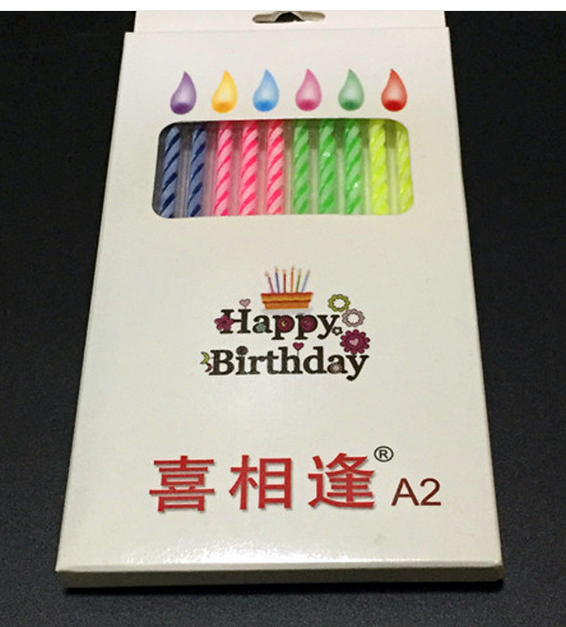 Happy
Birthday
喜相逢® A2